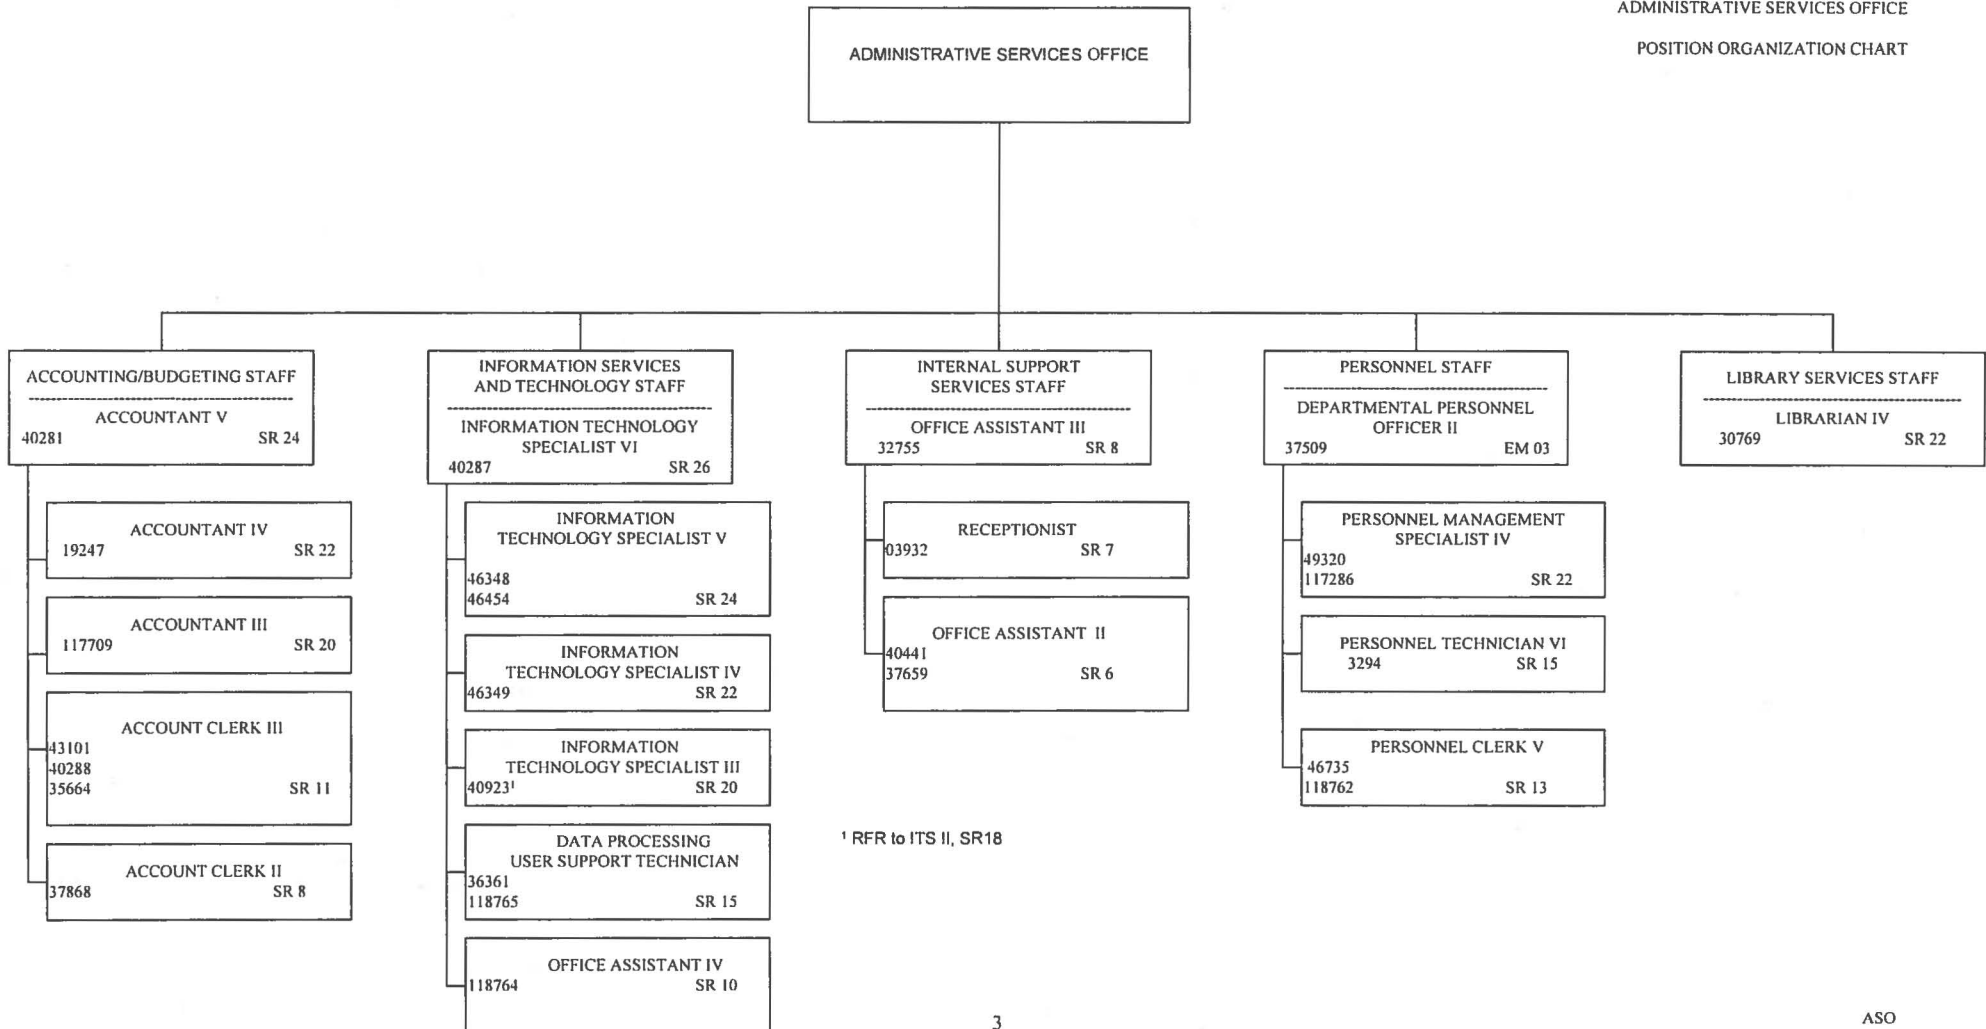 ADMINISTRATIVE SERVICES OFFICE
POSITION ORGANIZATION CHART
ADMINISTRATIVE SERVICES OFFICE
ACCOUNTING/BUDGETING STAFF
ACCOUNTANT V
40281 SR 24
ACCOUNTANT IV
19247 SR 22
ACCOUNTANT III
117709 SR 20
ACCOUNT CLERK III
43101
40288
35664 SR 11
ACCOUNT CLERK II
37868 SR 8
INFORMATION SERVICES
AND TECHNOLOGY STAFF
INFORMATION TECHNOLOGY
SPECIALIST VI
40287 SR 26
INFORMATION
TECHNOLOGY SPECIALIST V
46348
46454 SR 24
INFORMATION
TECHNOLOGY SPECIALIST IV
46349 SR 22
INFORMATION
TECHNOLOGY SPECIALIST III
40923¹ SR 20
DATA PROCESSING
USER SUPPORT TECHNICIAN
36361
118765 SR 15
OFFICE ASSISTANT IV
118764 SR 10
INTERNAL SUPPORT
SERVICES STAFF
OFFICE ASSISTANT III
32755 SR 8
RECEPTIONIST
03932 SR 7
OFFICE ASSISTANT II
40441
37659 SR 6
¹ RFR to ITS II, SR18
PERSONNEL STAFF
DEPARTMENTAL PERSONNEL
OFFICER II
37509 EM 03
PERSONNEL MANAGEMENT
SPECIALIST IV
49320
117286 SR 22
PERSONNEL TECHNICIAN VI
3294 SR 15
PERSONNEL CLERK V
46735
118762 SR 13
LIBRARY SERVICES STAFF
LIBRARIAN IV
30769 SR 22
3
ASO